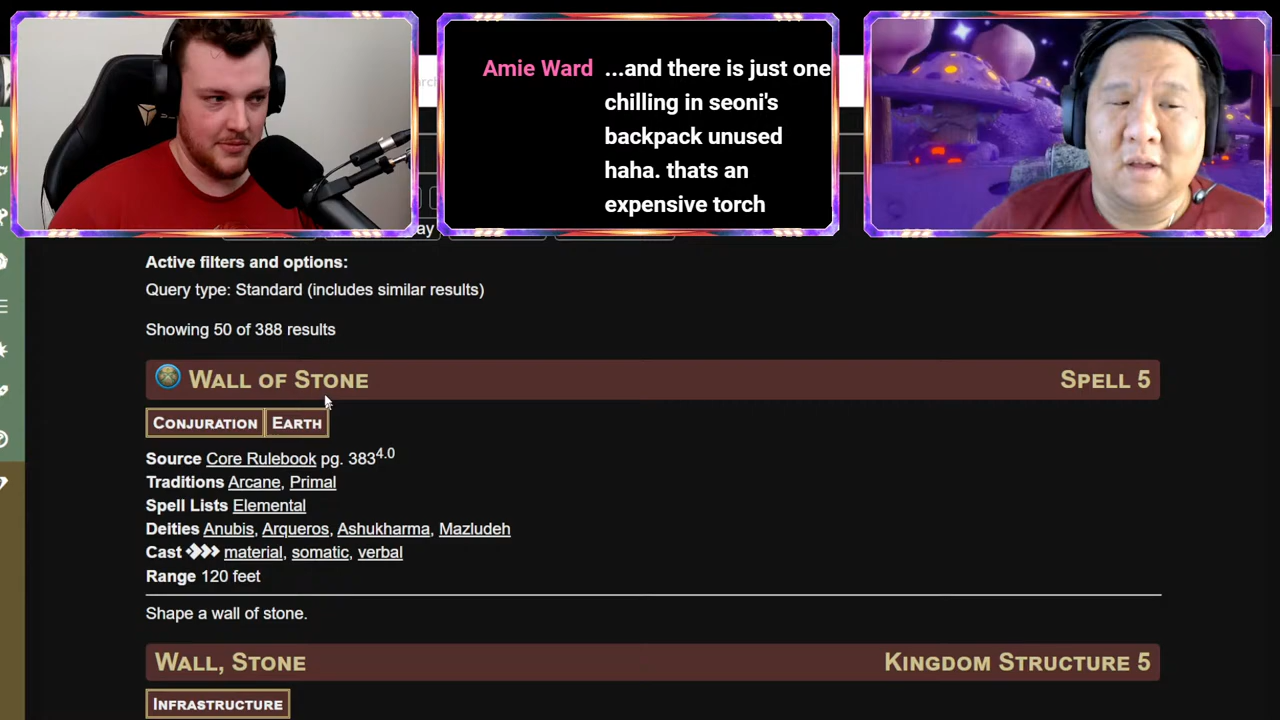 Amie Ward ...and there is just one
chilling in seoni's
backpack unused
haha. thats an
expensive torch
Active filters and options:
Query type: Standard (includes similar results)
Showing 50 of 388 results
Wall of Stone Spell 5
Conjuration Earth
Source Core Rulebook pg. 383 4.0
Traditions Arcane, Primal
Spell Lists Elemental
Deities Anubis, Arqueros, Ashukharma, Mazludeh
Cast material, somatic, verbal
Range 120 feet
Shape a wall of stone.
Wall, Stone Kingdom Structure 5
Infrastructure